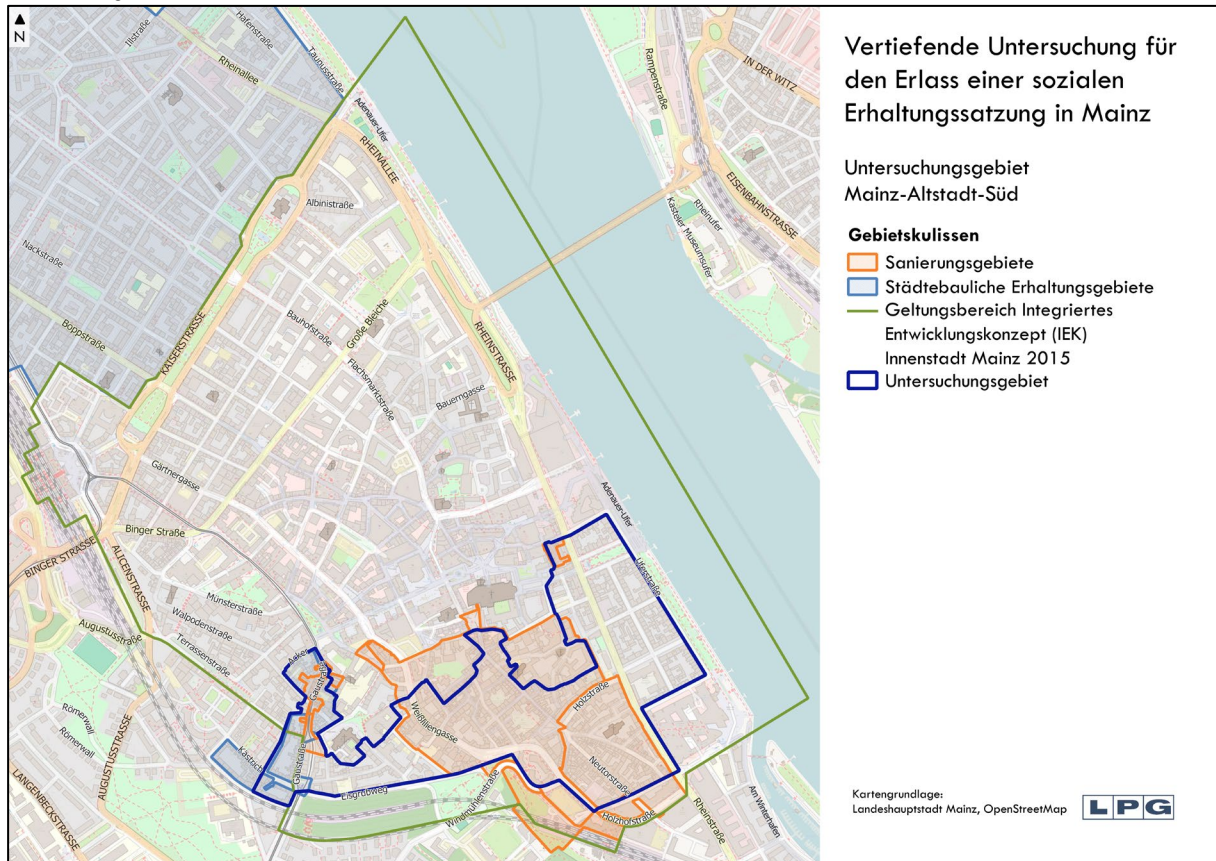 N
Vertiefende Untersuchung für
den Erlass einer sozialen
Erhaltungssatzung in Mainz
Untersuchungsgebiet
Mainz-Altstadt-Süd
Gebietskulissen
Sanierungsgebiete
Städtebauliche Erhaltungsgebiete
Geltungsbereich Integriertes
Entwicklungskonzept (IEK)
Innenstadt Mainz 2015
Untersuchungsgebiet
Kartengrundlage:
Landeshauptstadt Mainz, OpenStreetMap
LPG
Illstraße
Hafenstraße
Rheinallee
Taunusstraße
Adenauer-Ufer
RHEINALLEE
Rampenstraße
IN DER WITZ
EISENBAHNSTRASSE
Rheinufer
Kasteler Museumsufer
Albinistraße
Nackstraße
Boppstraße
KAISERSTRASSE
Bauhofstraße
Große Bleiche
Flachsmarktstraße
Bauerngasse
RHEINSTRASSE
Gärtnergasse
Binger Straße
BINGER STRASSE
ALICENSTRASSE
Münsterstraße
Walpodenstraße
Terrassenstraße
Augustusstraße
AUGUSTUSSTRASSE
Römerwall
Römerwall
LANGENBECKSTRASSE
Gaustraße
Gaustraße
Eisgrubweg
Weißliliengasse
Windmühlenstraße
Holzstraße
Neutorstraße
Holzhofstraße
Rheinstraße
Am Winterhafen
Adenauer-Ufer
Uferstraße